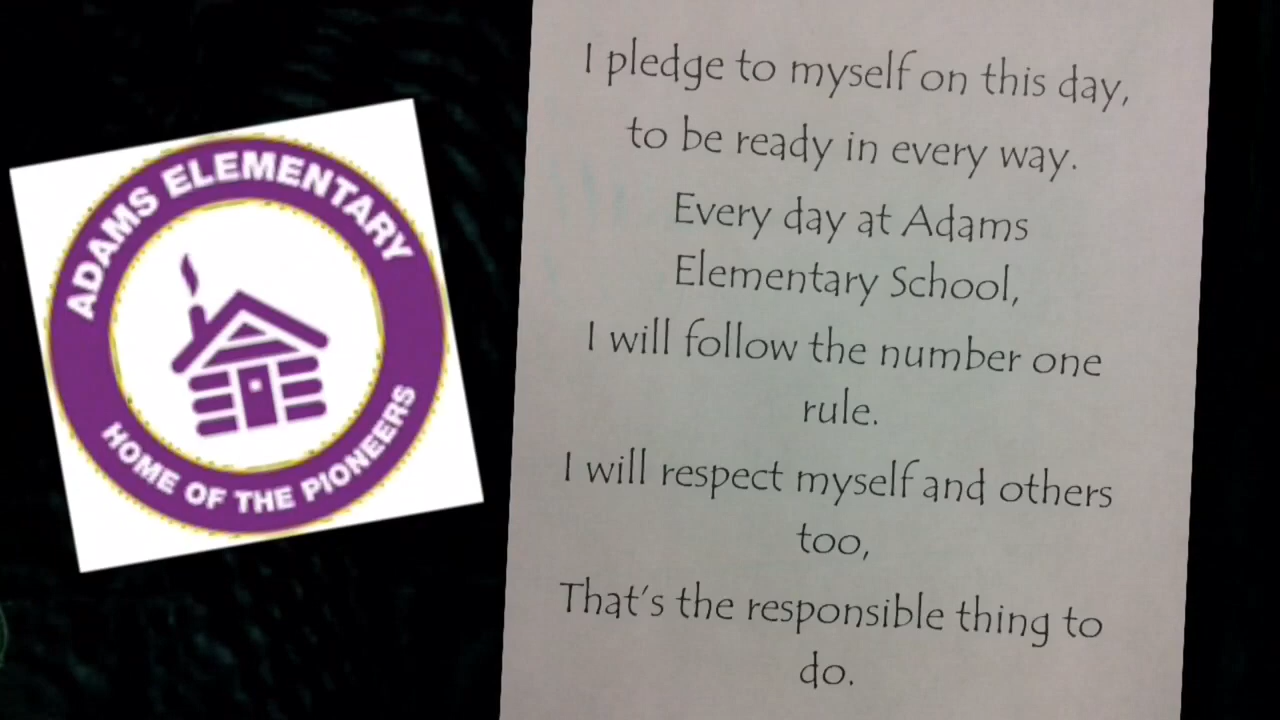 ADAMS ELEMENTARY
HOME OF THE PIONEERS
I pledge to myself on this day,
to be ready in every way.
Every day at Adams
Elementary School,
I will follow the number one
rule.
I will respect myself and others
too,
That's the responsible thing to
do.